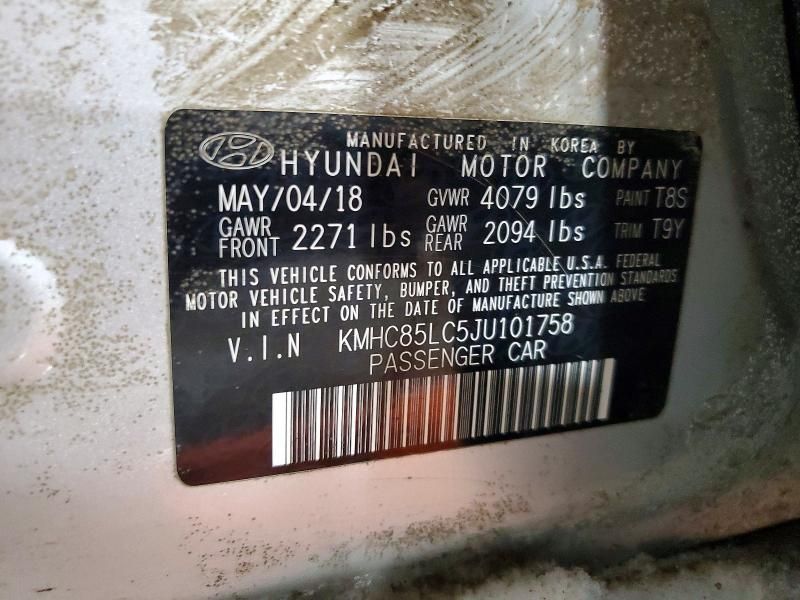 MANUFACTURED IN KOREA BY
HYUNDAI MOTOR COMPANY
MAY/04/18 GVWR 4079 lbs PAINT T8S
GAWR FRONT 2271 lbs GAWR REAR 2094 lbs TRIM T9Y
THIS VEHICLE CONFORMS TO ALL APPLICABLE U.S.A. FEDERAL
MOTOR VEHICLE SAFETY, BUMPER, AND THEFT PREVENTION STANDARDS
IN EFFECT ON THE DATE OF MANUFACTURE SHOWN ABOVE
V.I.N KMHC85LC5JU101758
PASSENGER CAR